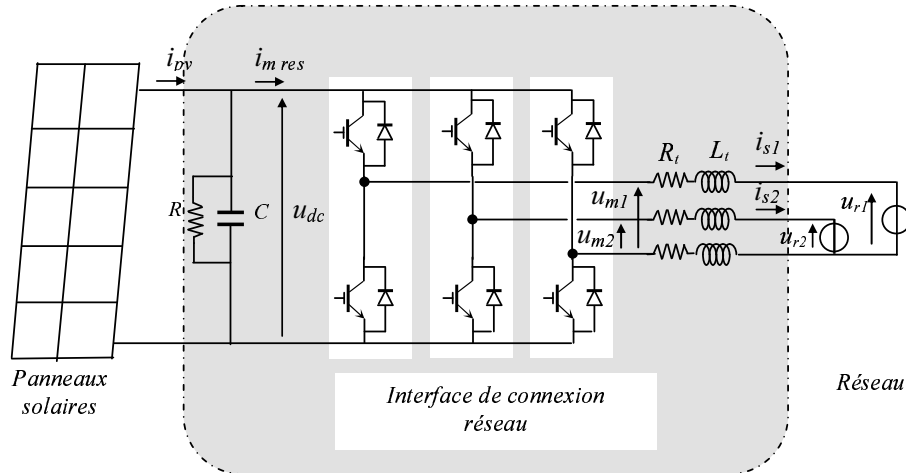 i_pv
i_m res
R
C
u_dc
R_t
L_t
i_s1
i_s2
u_m1
u_m2
u_r1
u_r2
Panneaux
solaires
Interface de connexion
réseau
Réseau